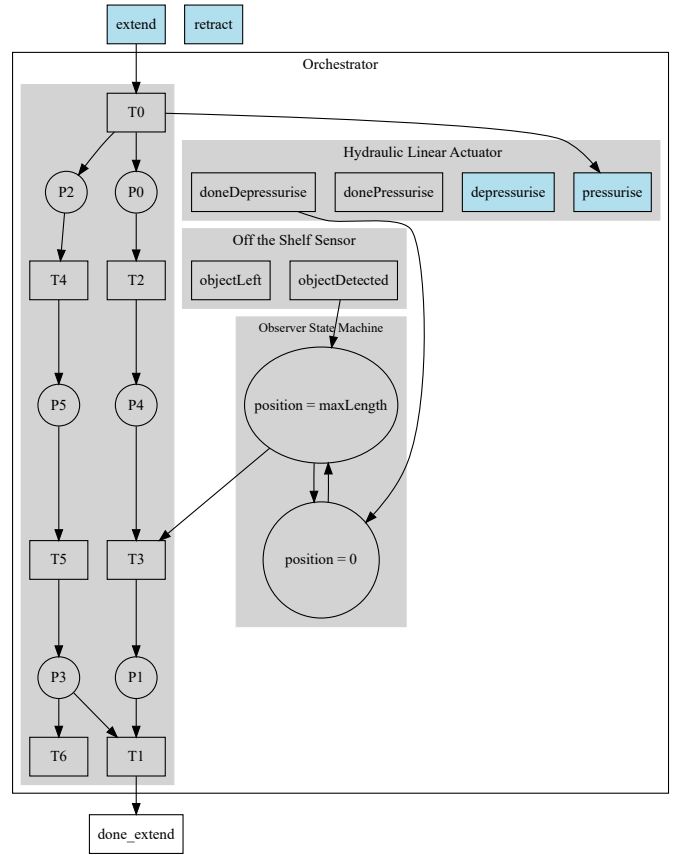 extend
retract
Orchestrator
T0
Hydraulic Linear Actuator
P2
P0
doneDepressurise
donePressurise
depressurise
pressurise
Off the Shelf Sensor
T4
T2
objectLeft
objectDetected
Observer State Machine
P5
P4
position = maxLength
T5
T3
position = 0
P3
P1
T6
T1
done_extend